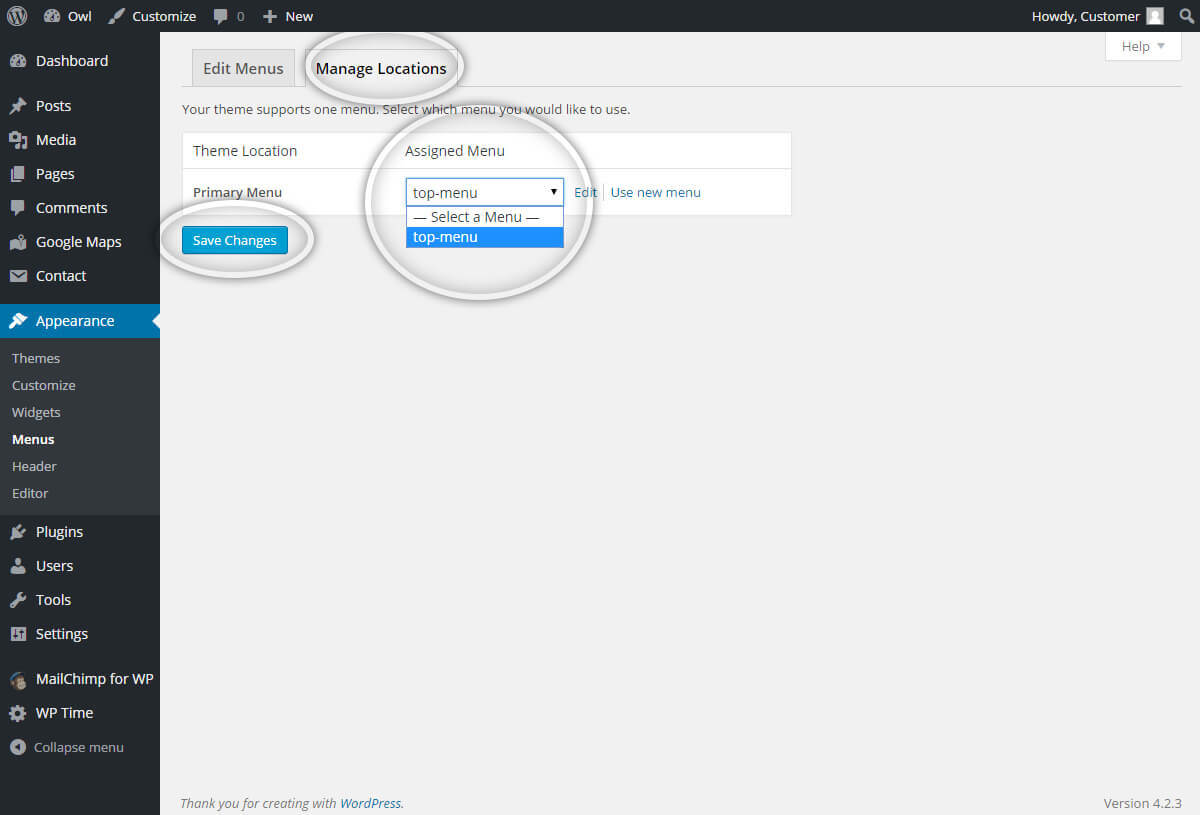 Owl Customize 0 New Howdy, Customer
Help
Dashboard
Posts
Media
Pages
Comments
Google Maps
Contact
Appearance
Themes
Customize
Widgets
Menus
Header
Editor
Plugins
Users
Tools
Settings
MailChimp for WP
WP Time
Collapse menu
Edit Menus Manage Locations
Your theme supports one menu. Select which menu you would like to use.
Theme Location Assigned Menu
Primary Menu top-menu Edit Use new menu
— Select a Menu —
top-menu
Save Changes
Thank you for creating with WordPress. Version 4.2.3